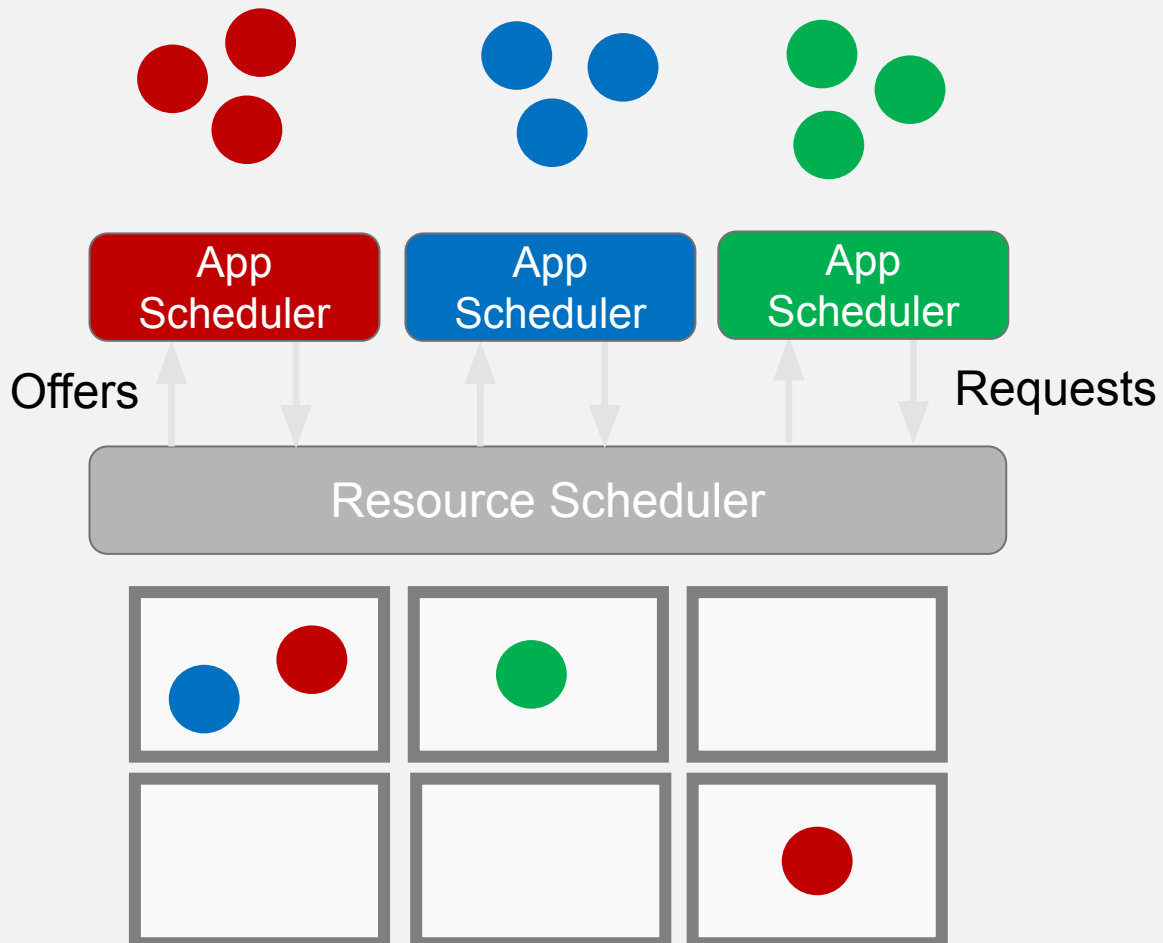 App
Scheduler
App
Scheduler
App
Scheduler
Offers
Requests
Resource Scheduler